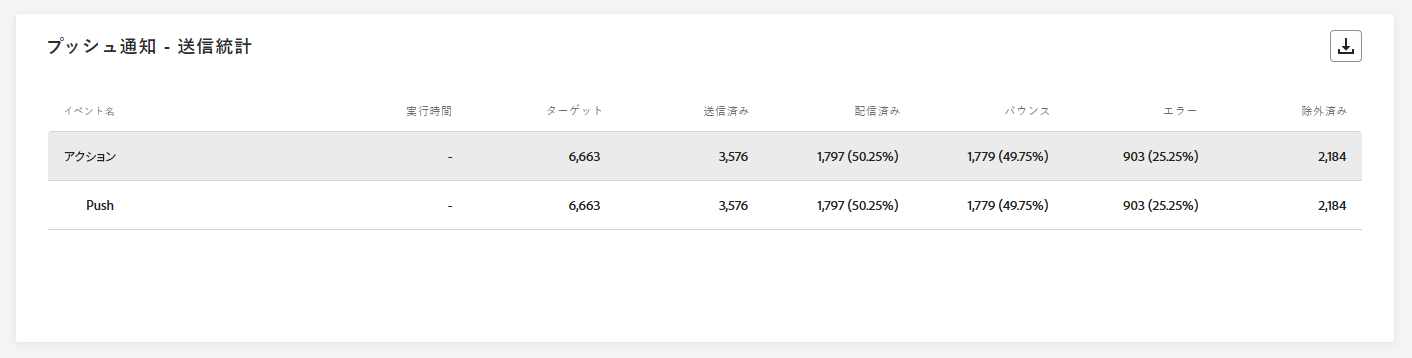 プッシュ通知 - 送信統計
イベント名 実行時間 ターゲット 送信済み 配信済み バウンス エラー 除外済み
アクション - 6,663 3,576 1,797 (50.25%) 1,779 (49.75%) 903 (25.25%) 2,184
Push - 6,663 3,576 1,797 (50.25%) 1,779 (49.75%) 903 (25.25%) 2,184